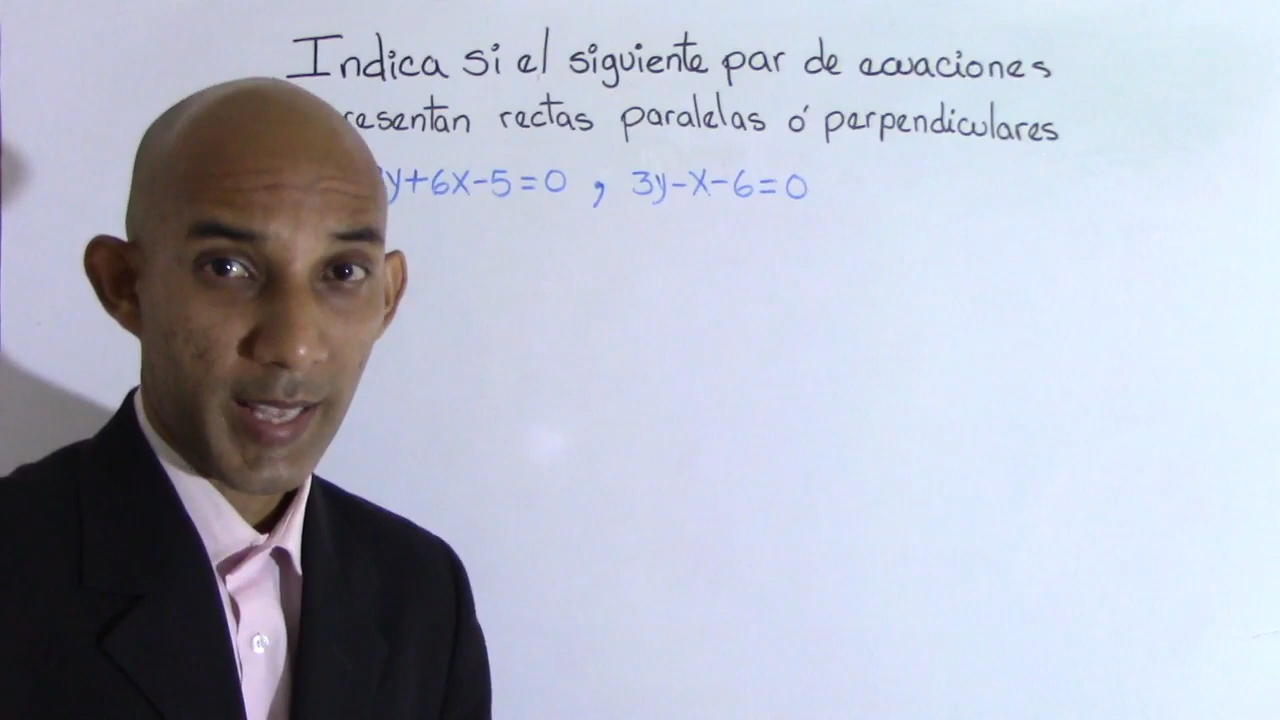 Indica si el siguiente par de ecuaciones
resentan rectas paralelas ó perpendiculares
y+6x-5=0 , 3y-x-6=0